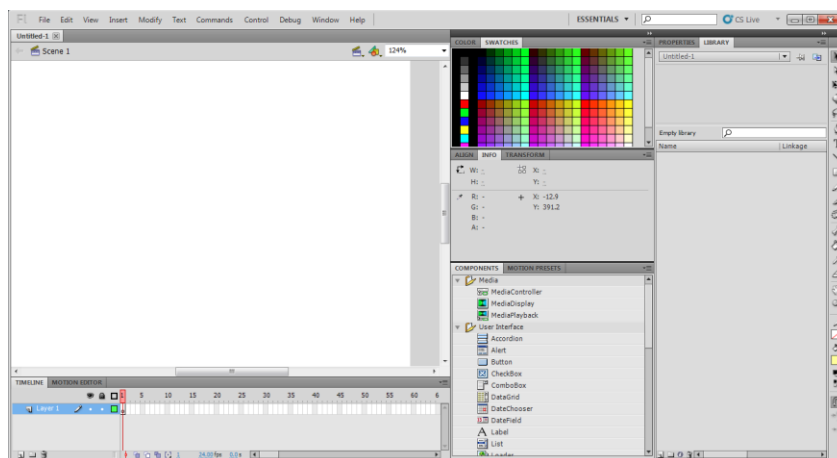 Fl File Edit View Insert Modify Text Commands Control Debug Window Help ESSENTIALS CS Live
Untitled-1
Scene 1 124%
COLOR SWATCHES
ALIGN INFO TRANSFORM
W: - X: -
H: - Y: -
R: - X: -12.9
G: - Y: 391.2
B: -
A: -
COMPONENTS MOTION PRESETS
Media
MediaController
MediaDisplay
MediaPlayback
User Interface
Accordion
Alert
Button
CheckBox
ComboBox
DataGrid
DateChooser
DateField
Label
List
Loader
PROPERTIES LIBRARY
Untitled-1
Empty library
Name Linkage
TIMELINE MOTION EDITOR
1 5 10 15 20 25 30 35 40 45 50 55 60 6
Layer 1
1 24.00 fps 0.0 s